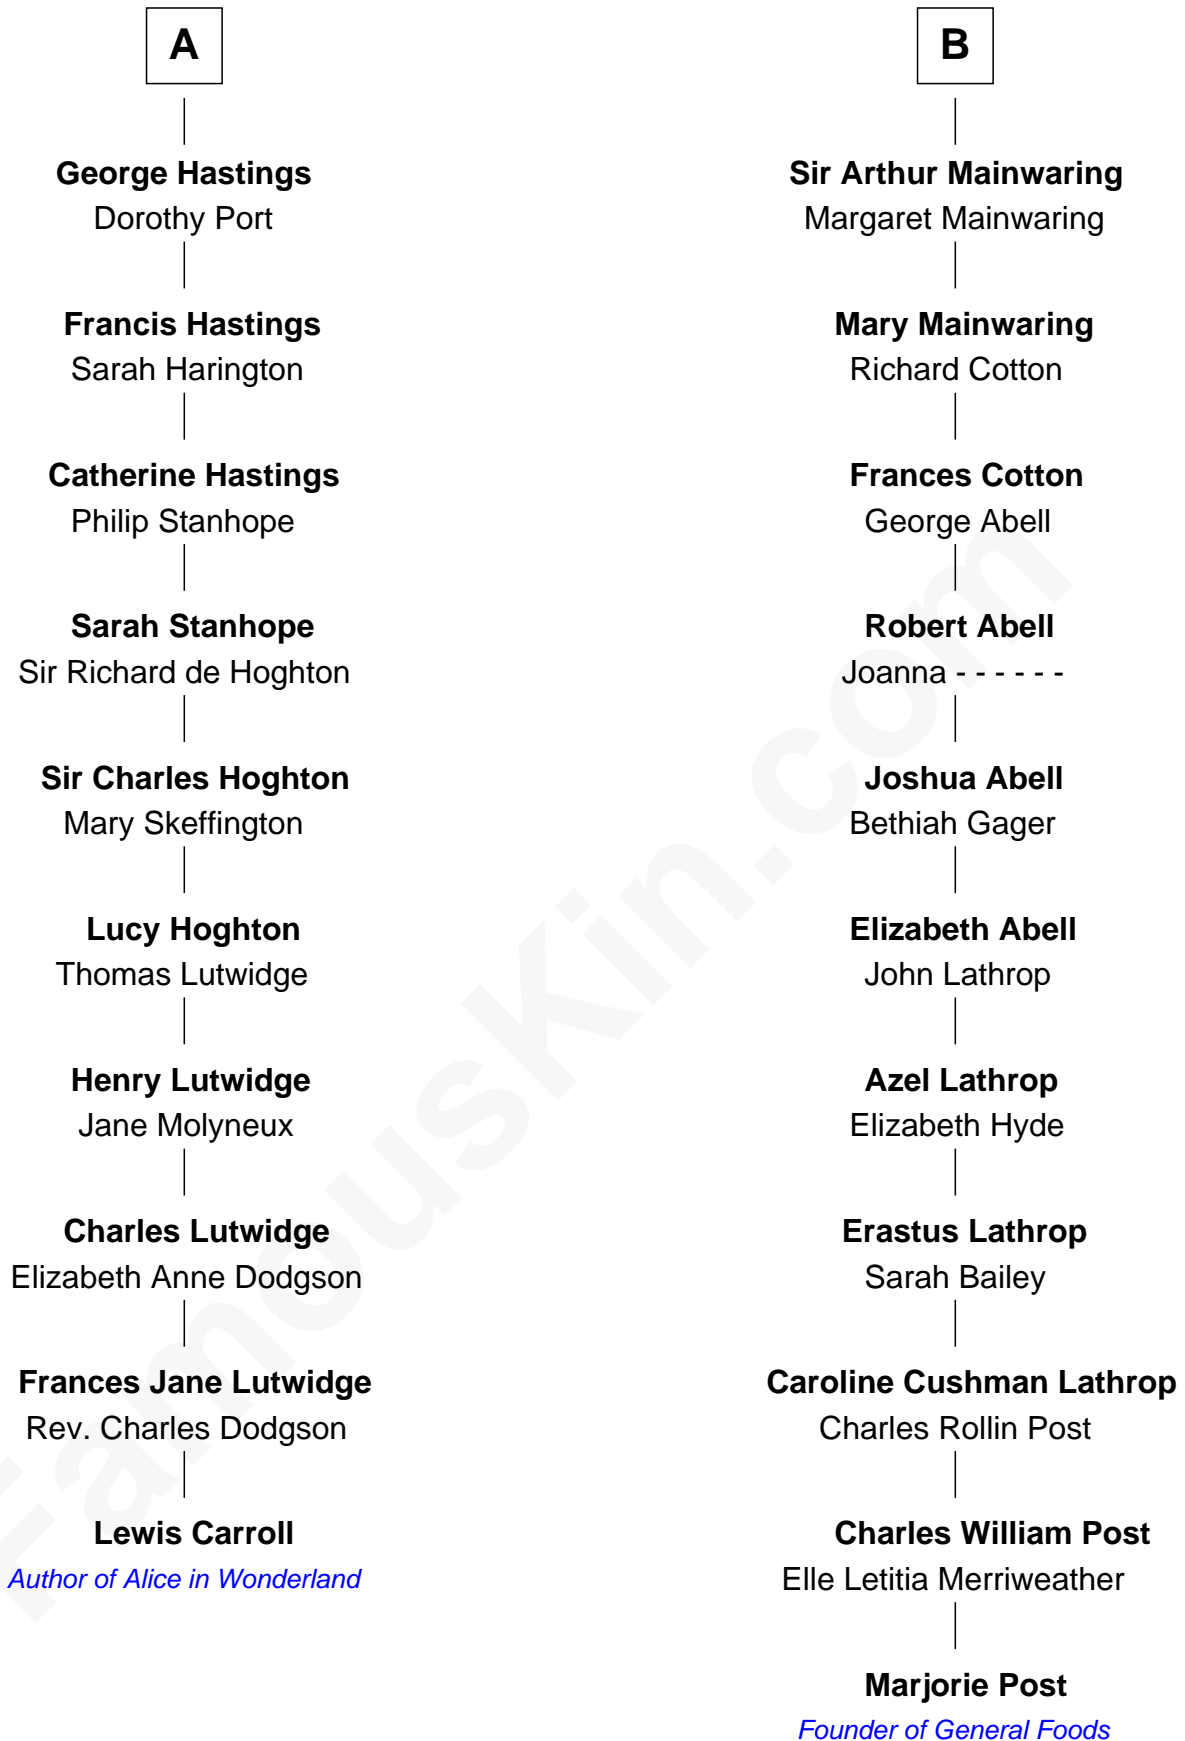 A
George Hastings
Dorothy Port
Francis Hastings
Sarah Harington
Catherine Hastings
Philip Stanhope
Sarah Stanhope
Sir Richard de Hoghton
Sir Charles Hoghton
Mary Skeffington
Lucy Hoghton
Thomas Lutwidge
Henry Lutwidge
Jane Molyneux
Charles Lutwidge
Elizabeth Anne Dodgson
Frances Jane Lutwidge
Rev. Charles Dodgson
Lewis Carroll
Author of Alice in Wonderland
B
Sir Arthur Mainwaring
Margaret Mainwaring
Mary Mainwaring
Richard Cotton
Frances Cotton
George Abell
Robert Abell
Joanna - - - - - -
Joshua Abell
Bethiah Gager
Elizabeth Abell
John Lathrop
Azel Lathrop
Elizabeth Hyde
Erastus Lathrop
Sarah Bailey
Caroline Cushman Lathrop
Charles Rollin Post
Charles William Post
Elle Letitia Merriweather
Marjorie Post
Founder of General Foods
FamousKin.com